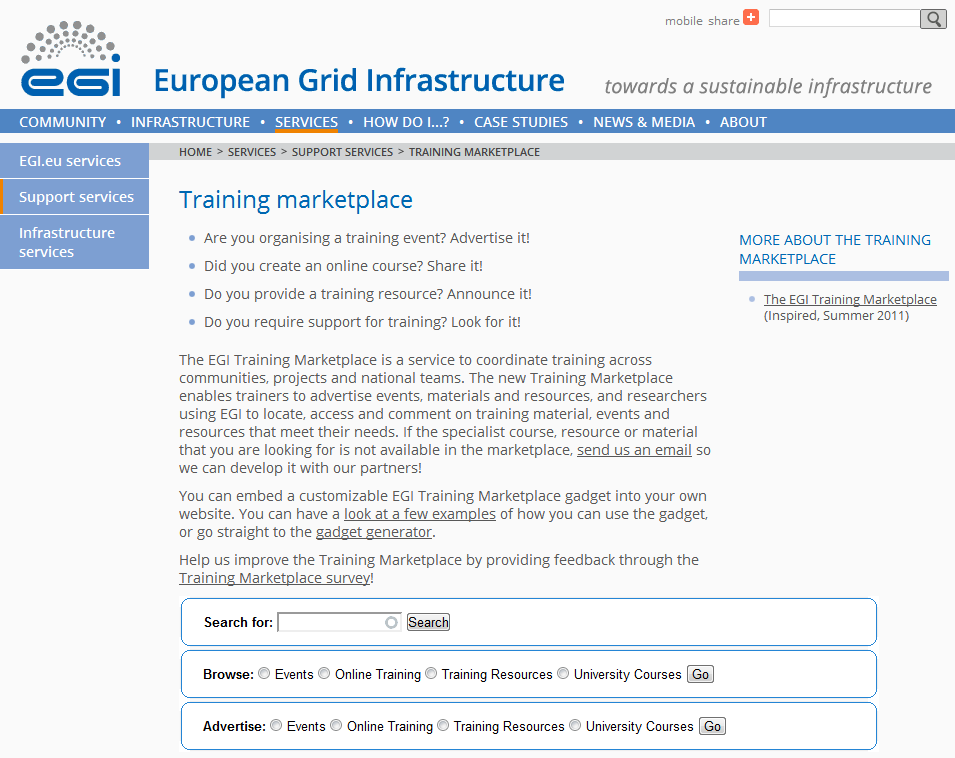 mobile share
egi
European Grid Infrastructure
towards a sustainable infrastructure
COMMUNITY • INFRASTRUCTURE • SERVICES • HOW DO I...? • CASE STUDIES • NEWS & MEDIA • ABOUT
EGI.eu services
Support services
Infrastructure
services
HOME > SERVICES > SUPPORT SERVICES > TRAINING MARKETPLACE
Training marketplace
• Are you organising a training event? Advertise it!
• Did you create an online course? Share it!
• Do you provide a training resource? Announce it!
• Do you require support for training? Look for it!
The EGI Training Marketplace is a service to coordinate training across
communities, projects and national teams. The new Training Marketplace
enables trainers to advertise events, materials and resources, and researchers
using EGI to locate, access and comment on training material, events and
resources that meet their needs. If the specialist course, resource or material
that you are looking for is not available in the marketplace, send us an email so
we can develop it with our partners!
You can embed a customizable EGI Training Marketplace gadget into your own
website. You can have a look at a few examples of how you can use the gadget,
or go straight to the gadget generator.
Help us improve the Training Marketplace by providing feedback through the
Training Marketplace survey!
Search for: Search
Browse: Events Online Training Training Resources University Courses Go
Advertise: Events Online Training Training Resources University Courses Go
MORE ABOUT THE TRAINING
MARKETPLACE
• The EGI Training Marketplace
(Inspired, Summer 2011)